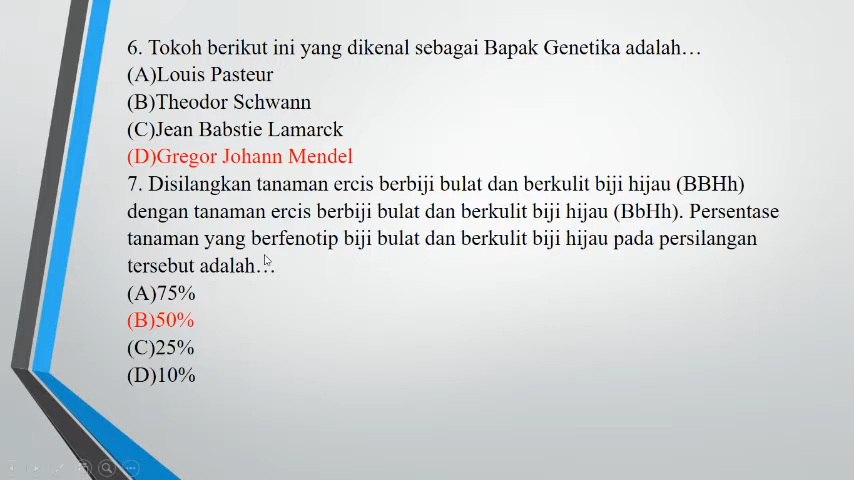 6. Tokoh berikut ini yang dikenal sebagai Bapak Genetika adalah…
(A)Louis Pasteur
(B)Theodor Schwann
(C)Jean Babstie Lamarck
(D)Gregor Johann Mendel
7. Disilangkan tanaman ercis berbiji bulat dan berkulit biji hijau (BBHh)
dengan tanaman ercis berbiji bulat dan berkulit biji hijau (BbHh). Persentase
tanaman yang berfenotip biji bulat dan berkulit biji hijau pada persilangan
tersebut adalah…
(A)75%
(B)50%
(C)25%
(D)10%